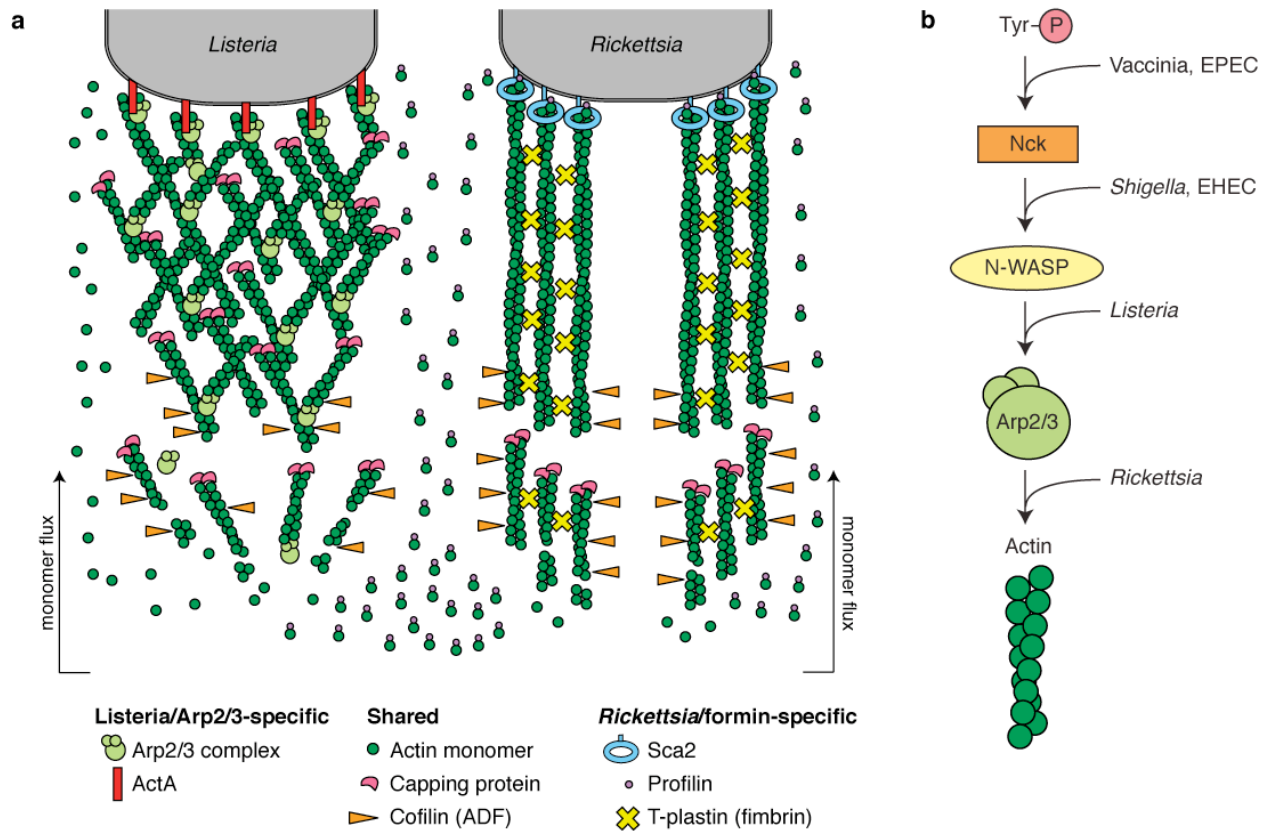 a
Listeria
Rickettsia
monomer flux
monomer flux
Listeria/Arp2/3-specific
Arp2/3 complex
ActA
Shared
Actin monomer
Capping protein
Cofilin (ADF)
Rickettsia/formin-specific
Sca2
Profilin
T-plastin (fimbrin)
b
Tyr P
Vaccinia, EPEC
Nck
Shigella, EHEC
N-WASP
Listeria
Arp2/3
Rickettsia
Actin